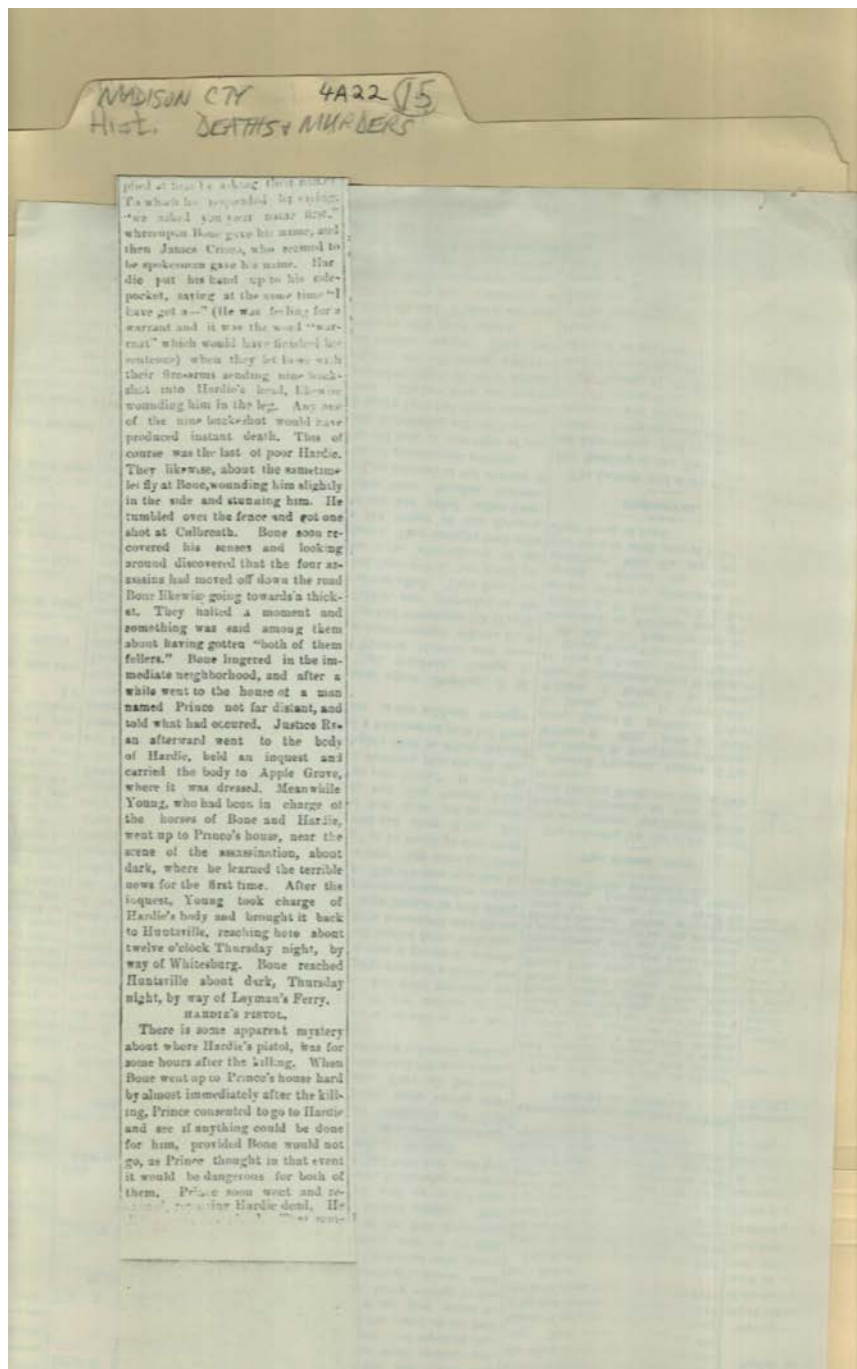 MADISON CTY 4A22 15
Hist. DEATHS & MURDERS
plied at first by asking their names
To which he responded by saying,
"we asked you your name first,"
whereupon Bone gave his name, and
then James, who seemed to
be spokesman gave his name. Har
die put his hand up to his side-
pocket, saying at the same time "I
have got a—" (He was feeling for a
warrant and it was the word "war-
rant" which would have finished his
sentence) when they let loose with
their fire-arms sending nine buck-
shot into Hardie's head, likewise
wounding him in the leg. Any one
of the nine buckshot would have
produced instant death. This of
course was the last of poor Hardie.
They likewise, about the sametime
let fly at Bone, wounding him slightly
in the side and stunning him. He
tumbled over the fence and got one
shot at Culbreath. Bone soon re-
covered his senses and looking
around discovered that the four as-
sassins had moved off down the road
Bone likewise going towards a thick-
et. They halted a moment and
something was said among them
about having gotten "both of them
fellers." Bone lingered in the im-
mediate neighborhood, and after a
while went to the house of a man
named Prince not far distant, and
told what had occured. Justice Ry-
an afterward went to the body
of Hardie, held an inquest and
carried the body to Apple Grove,
where it was dressed. Meanwhile
Young, who had been in charge of
the horses of Bone and Hardie,
went up to Prince's house, near the
scene of the assassination, about
dark, where he learned the terrible
news for the first time. After the
inquest, Young took charge of
Hardie's body and brought it back
to Huntsville, reaching here about
twelve o'clock Thursday night, by
way of Whitesburg. Bone reached
Huntsville about dark, Thursday
night, by way of Layman's Ferry.
HARDIE'S PISTOL.
There is some apparent mystery
about where Hardie's pistol, was for
some hours after the killing. When
Bone went up to Prince's house hard
by almost immediately after the kill-
ing, Prince consented to go to Hardie
and see if anything could be done
for him, provided Bone would not
go, as Prince thought in that event
it would be dangerous for both of
them. Prince soon went and re-
Hardie dead. He